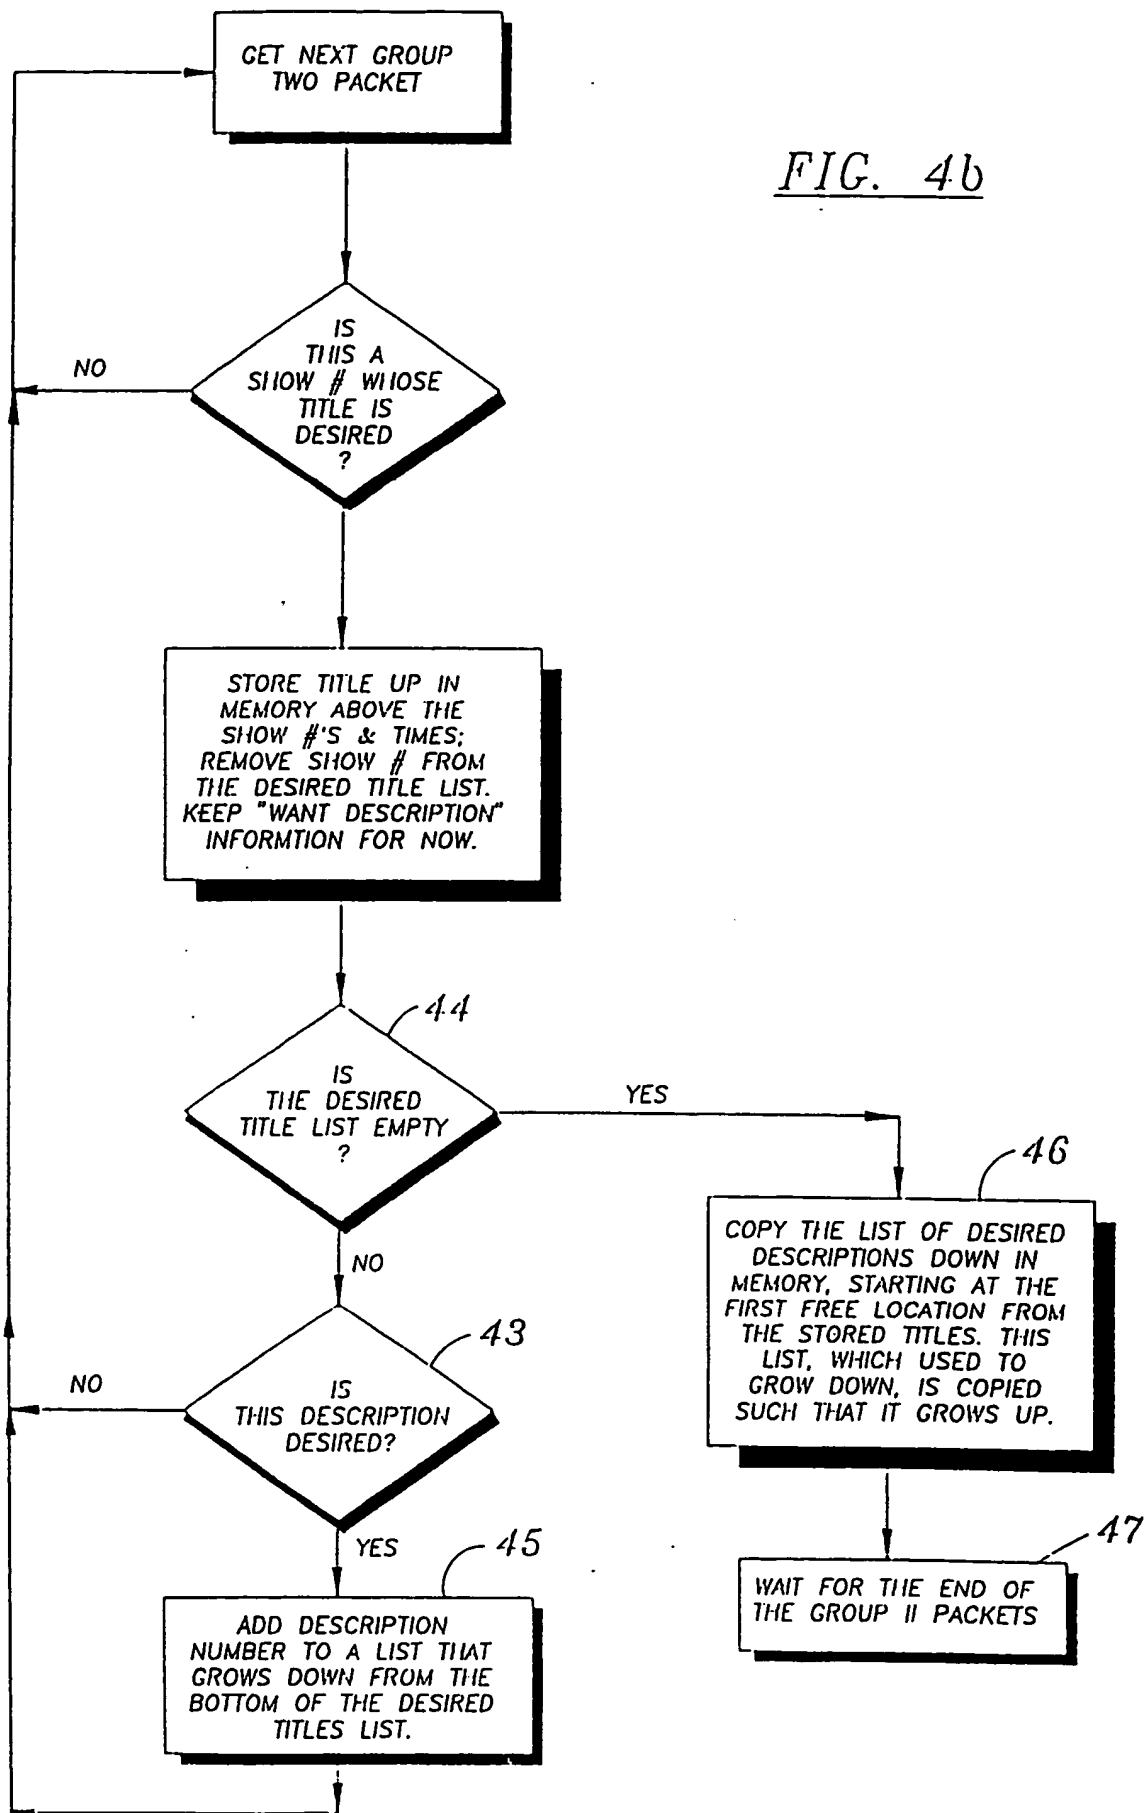 GET NEXT GROUP
TWO PACKET
FIG. 4b
IS
THIS A
SHOW # WHOSE
TITLE IS
DESIRED
?
NO
STORE TITLE UP IN
MEMORY ABOVE THE
SHOW #'S & TIMES;
REMOVE SHOW # FROM
THE DESIRED TITLE LIST.
KEEP "WANT DESCRIPTION"
INFORMTION FOR NOW.
44
IS
THE DESIRED
TITLE LIST EMPTY
?
YES
NO
46
COPY THE LIST OF DESIRED
DESCRIPTIONS DOWN IN
MEMORY, STARTING AT THE
FIRST FREE LOCATION FROM
THE STORED TITLES. THIS
LIST, WHICH USED TO
GROW DOWN, IS COPIED
SUCH THAT IT GROWS UP.
43
IS
THIS DESCRIPTION
DESIRED?
NO
YES
45
ADD DESCRIPTION
NUMBER TO A LIST THAT
GROWS DOWN FROM THE
BOTTOM OF THE DESIRED
TITLES LIST.
47
WAIT FOR THE END OF
THE GROUP II PACKETS